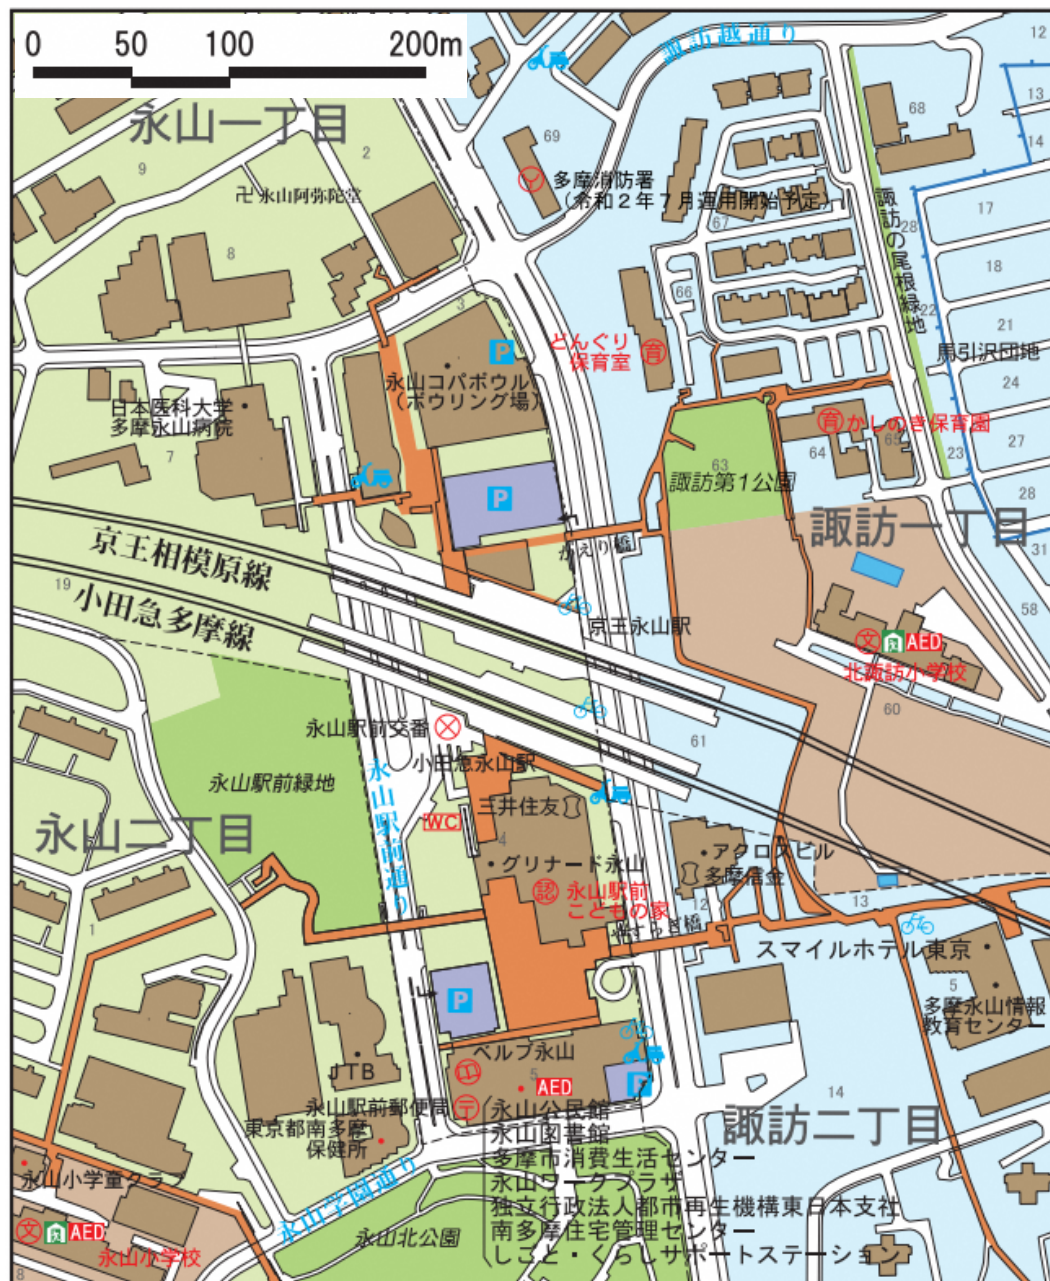 0 50 100 200m
諏訪越通り
12
13
14
永山一丁目
2
9
69
68
卍永山阿弥陀堂
多摩消防署
(令和2年7月運用開始予定)
67
17
28
諏訪の尾根緑地
8
18
66
3
22
21
P
どんぐり
保育室
育
馬引沢団地
永山コパボウル
(ボウリング場)
24
日本医科大学
多摩永山病院
7
育かしのき保育園
65
64
23
27
63
諏訪第1公園
28
P
諏訪一丁目
31
京王相模原線
かえり橋
19
小田急多摩線
58
京王永山駅
文 AED
北諏訪小学校
60
永山駅前交番
61
小田急永山駅
永山駅前緑地
永山駅前通り
三井住友
WC
4
永山二丁目
グリナード永山
アクロスビル
多摩信金
認 永山駅前
こどもの家
12
13
1
せせらぎ橋
スマイルホテル東京
5
P
多摩永山情報
教育センター
ベルブ永山
JTB
5
AED
P
14
永山駅前郵便局
永山公民館
諏訪二丁目
東京都南多摩
保健所
永山図書館
多摩市消費生活センター
永山小学童クラブ
永山ワークプラザ
永山学園通り
独立行政法人都市再生機構東日本支社
南多摩住宅管理センター
文 AED
永山北公園
しごと・くらしサポートステーション
永山小学校
8